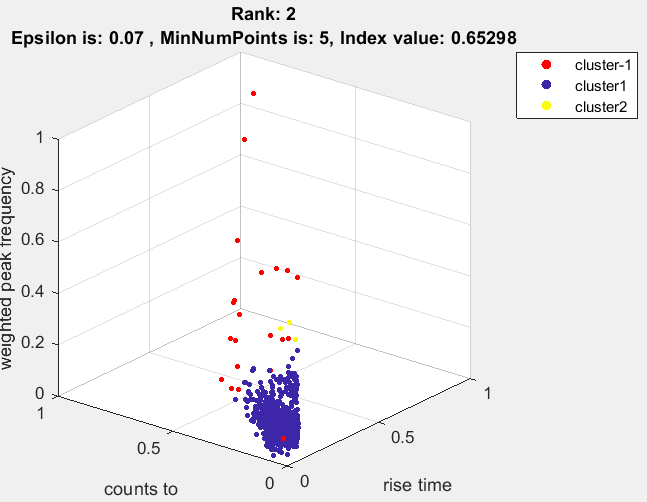 Rank: 2
Epsilon is: 0.07 , MinNumPoints is: 5, Index value: 0.65298
cluster-1
cluster1
cluster2
weighted peak frequency
1
0.8
0.6
0.4
0.2
0
1
0.5
0
counts to
0
0.5
1
rise time